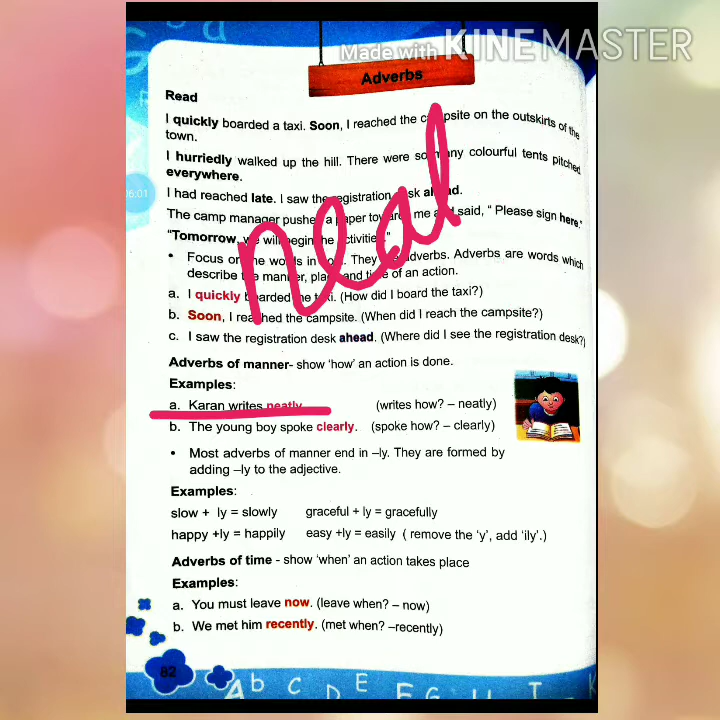 Made with KINEMASTER
Adverbs
Read
I quickly boarded a taxi. Soon, I reached the campsite on the outskirts of the
town.
I hurriedly walked up the hill. There were so many colourful tents pitched
everywhere.
I had reached late. I saw the registration desk ahead.
06:01
The camp manager pushed a paper towards me and said, " Please sign here."
"Tomorrow, we will begin the activities."
• Focus on the words in bold. They are adverbs. Adverbs are words which
describe the manner, place and time of an action.
neal
a. I quickly boarded the taxi. (How did I board the taxi?)
b. Soon, I reached the campsite. (When did I reach the campsite?)
c. I saw the registration desk ahead. (Where did I see the registration desk?)
Adverbs of manner- show 'how' an action is done.
Examples:
a. Karan writes neatly (writes how? – neatly)
b. The young boy spoke clearly. (spoke how? – clearly)
• Most adverbs of manner end in –ly. They are formed by
adding –ly to the adjective.
Examples:
slow + ly = slowly graceful + ly = gracefully
happy +ly = happily easy +ly = easily ( remove the 'y', add 'ily'.)
Adverbs of time - show 'when' an action takes place
Examples:
a. You must leave now. (leave when? – now)
b. We met him recently. (met when? –recently)
82
A b C D E F G T K